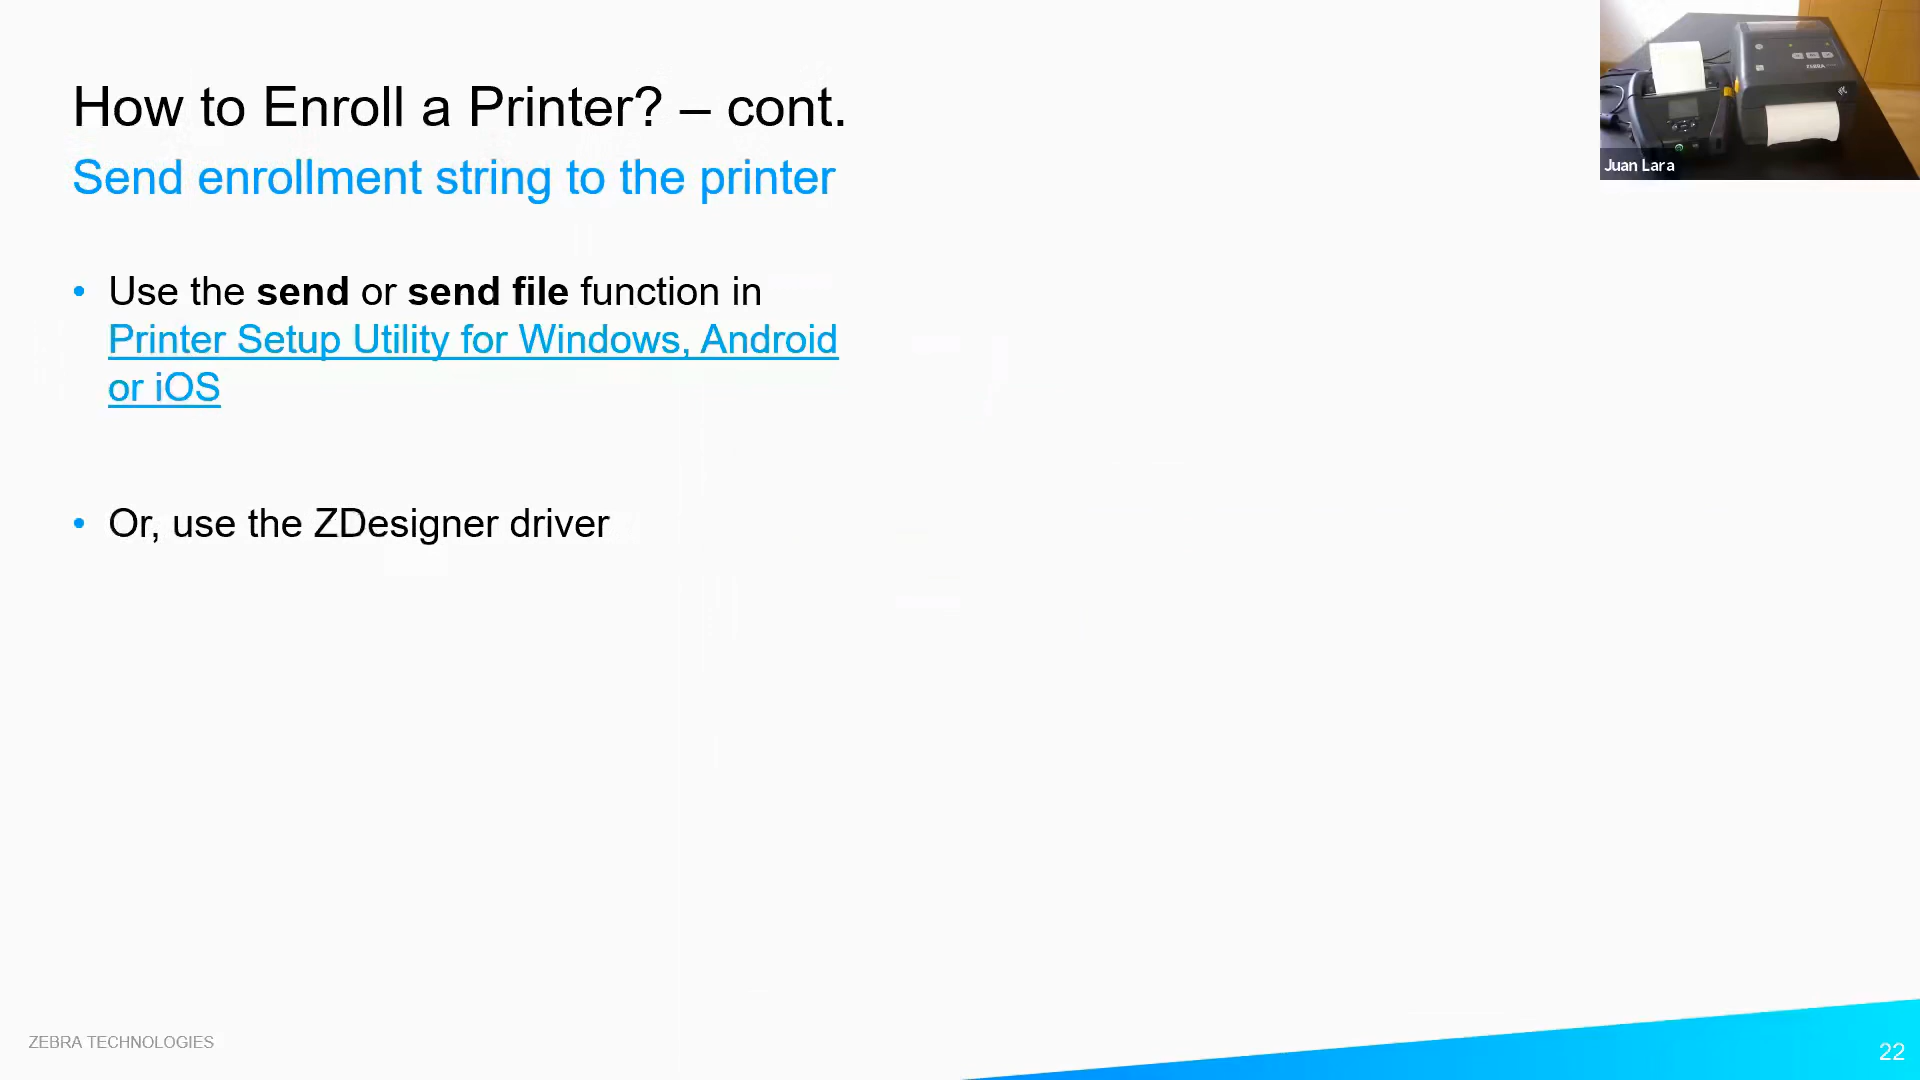 How to Enroll a Printer? – cont.
Send enrollment string to the printer
• Use the send or send file function in
Printer Setup Utility for Windows, Android
or iOS
• Or, use the ZDesigner driver
Juan Lara
ZEBRA
ZEBRA TECHNOLOGIES
22